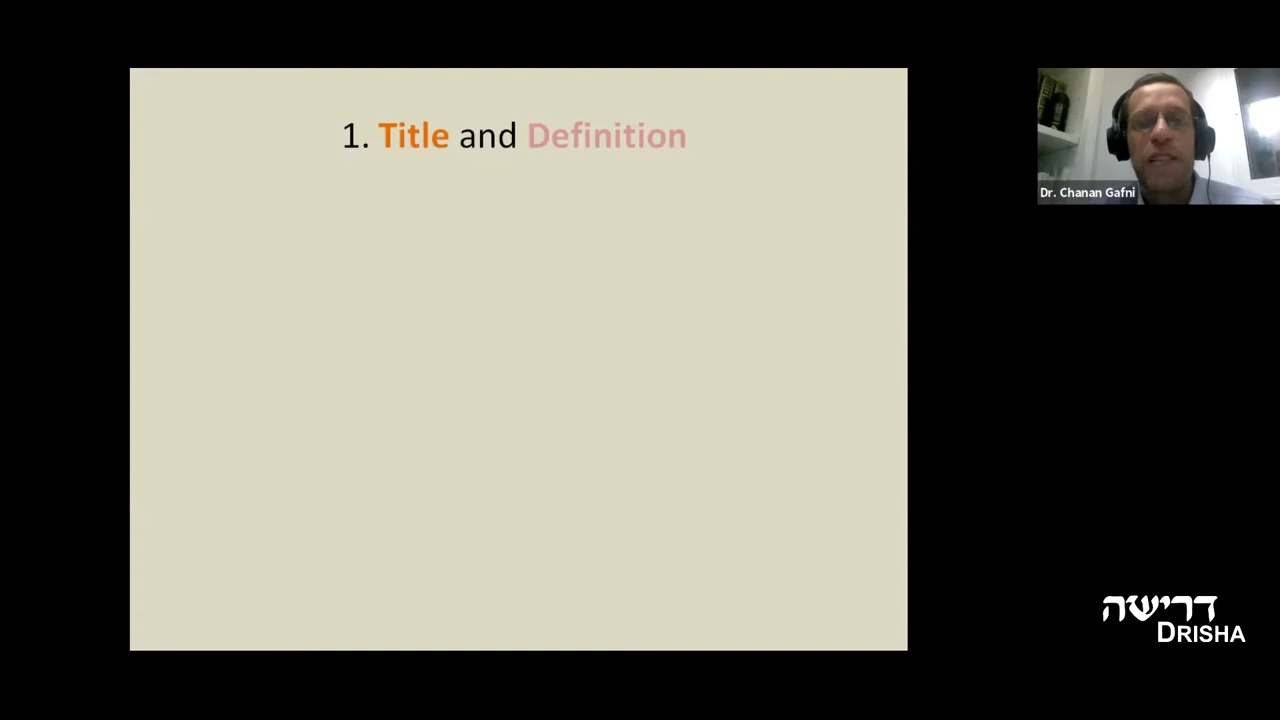 1. Title and Definition
Dr. Chanan Gafni
דרישה
DRISHA